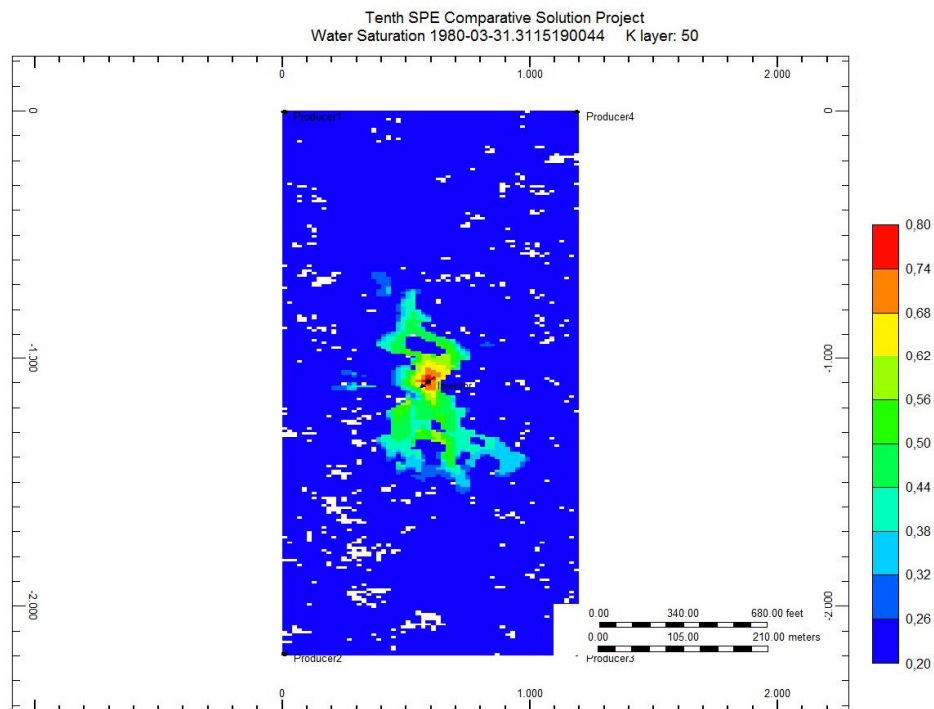 Tenth SPE Comparative Solution Project
Water Saturation 1980-03-31.3115190044 K layer: 50
0 1.000 2.000
0 0
Producer1 Producer4
0,80
0,74
0,68
-1.000 -1.000
0,62
Injector
0,56
0,50
0,44
0,38
0,32
-2.000 -2.000
0.00 340.00 680.00 feet
0,26
0.00 105.00 210.00 meters
Producer2 Producer3
0,20
0 1.000 2.000